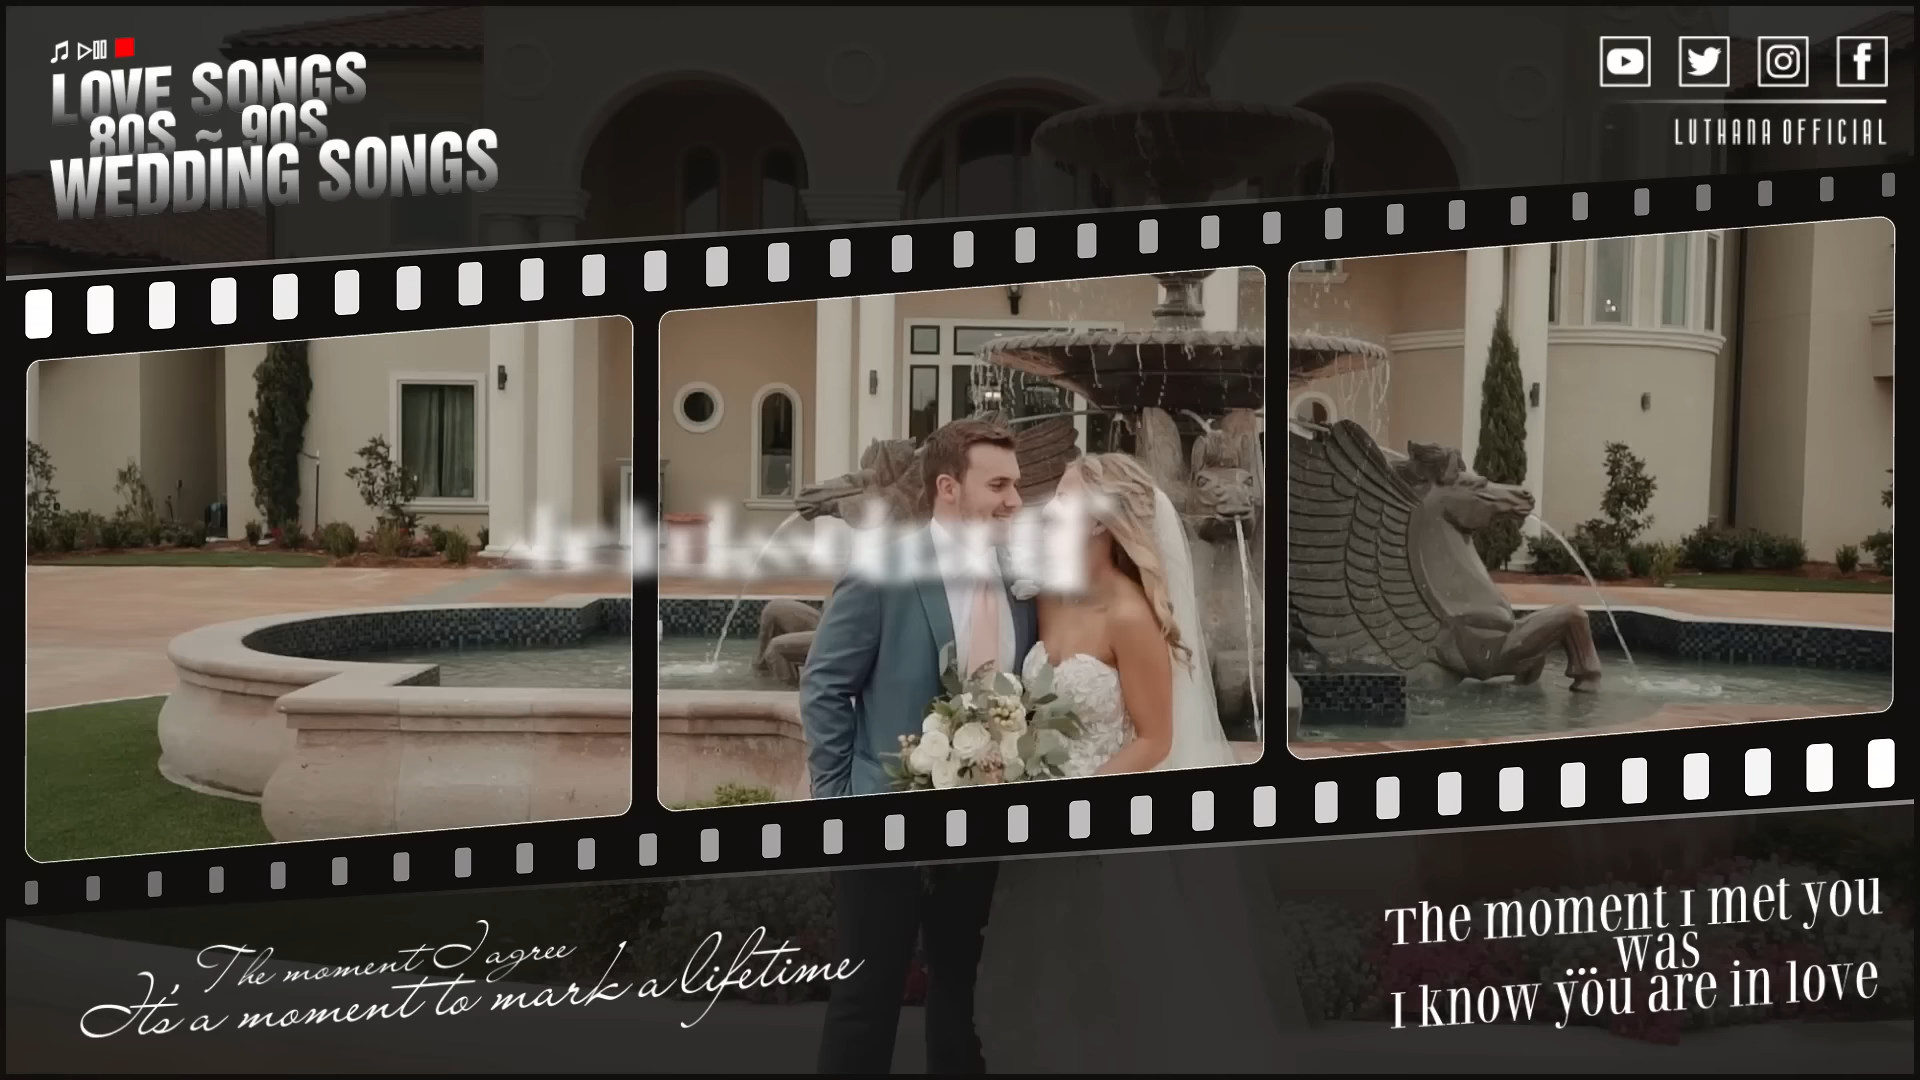 LOVE SONGS
80S ~ 90S
WEDDING SONGS
LUTHANA OFFICIAL
The moment I agree
It's a moment to mark a lifetime
The moment I met you
was
I know yöu are in love